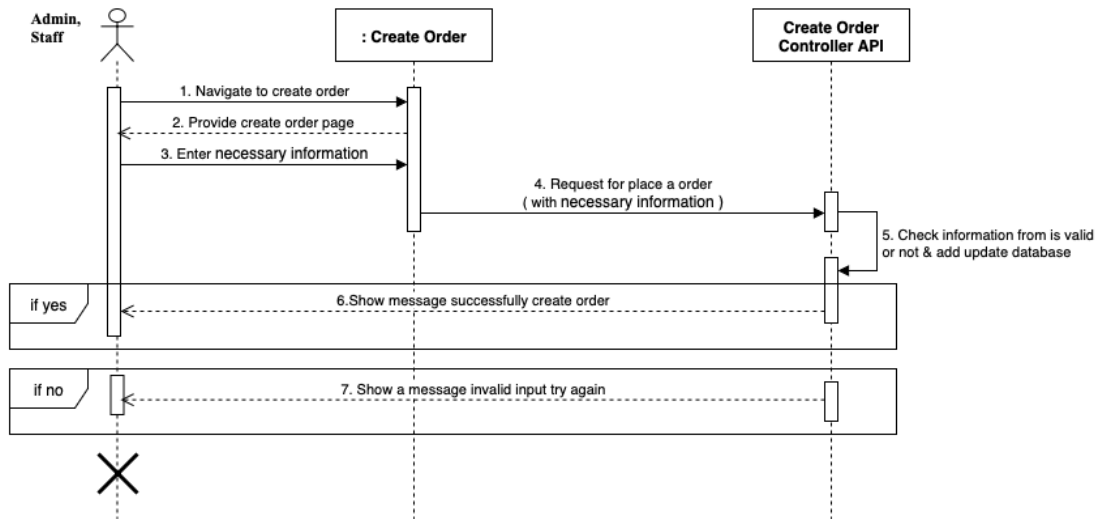 Admin,
Staff
: Create Order
Create Order
Controller API
1. Navigate to create order
2. Provide create order page
3. Enter necessary information
4. Request for place a order
( with necessary information )
5. Check information from is valid
or not & add update database
if yes
6.Show message successfully create order
if no
7. Show a message invalid input try again